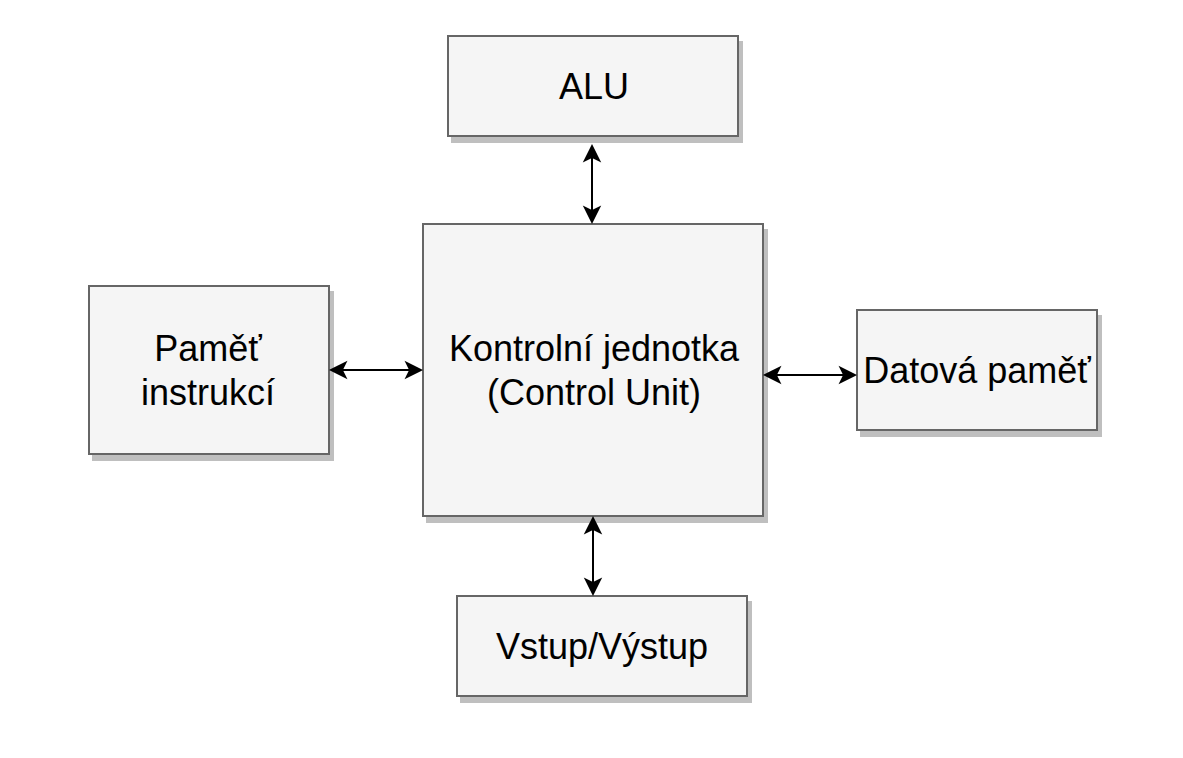 ALU
Paměť
instrukcí
Kontrolní jednotka
(Control Unit)
Datová paměť
Vstup/Výstup